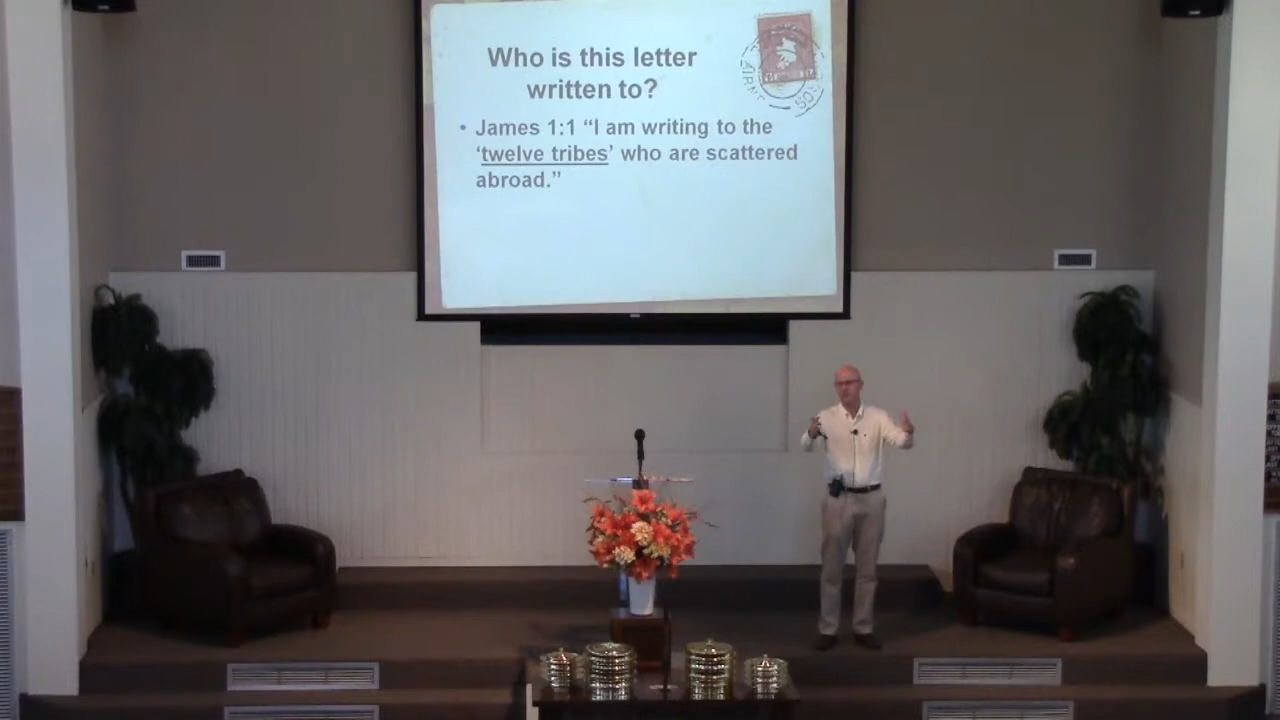 Who is this letter
written to?
• James 1:1 “I am writing to the
‘twelve tribes’ who are scattered
abroad.”